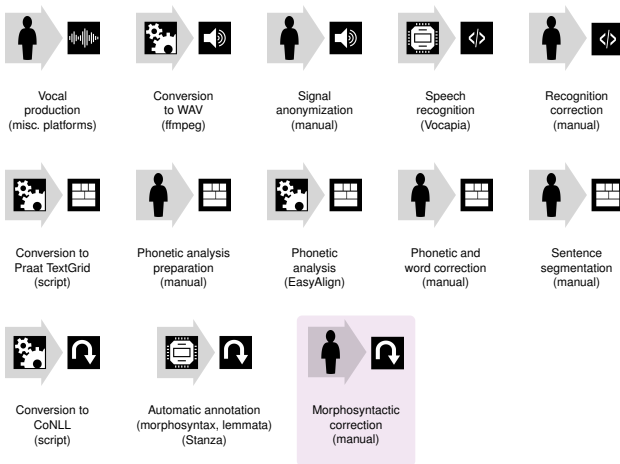 Vocal
production
(misc. platforms)
Conversion
to WAV
(ffmpeg)
Signal
anonymization
(manual)
Speech
recognition
(Vocapia)
Recognition
correction
(manual)
Conversion to
Praat TextGrid
(script)
Phonetic analysis
preparation
(manual)
Phonetic
analysis
(EasyAlign)
Phonetic and
word correction
(manual)
Sentence
segmentation
(manual)
Conversion to
CoNLL
(script)
Automatic annotation
(morphosyntax, lemmata)
(Stanza)
Morphosyntactic
correction
(manual)